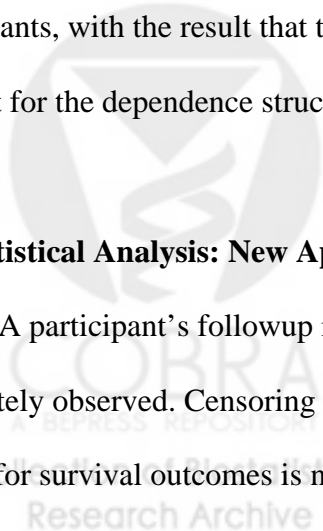 ants, with the result that t
t for the dependence struc
tistical Analysis: New Ap
A participant's followup i
COBRA
tely observed. Censoring
A BEPRESS REPOSITORY
for survival outcomes is n
Research Archive